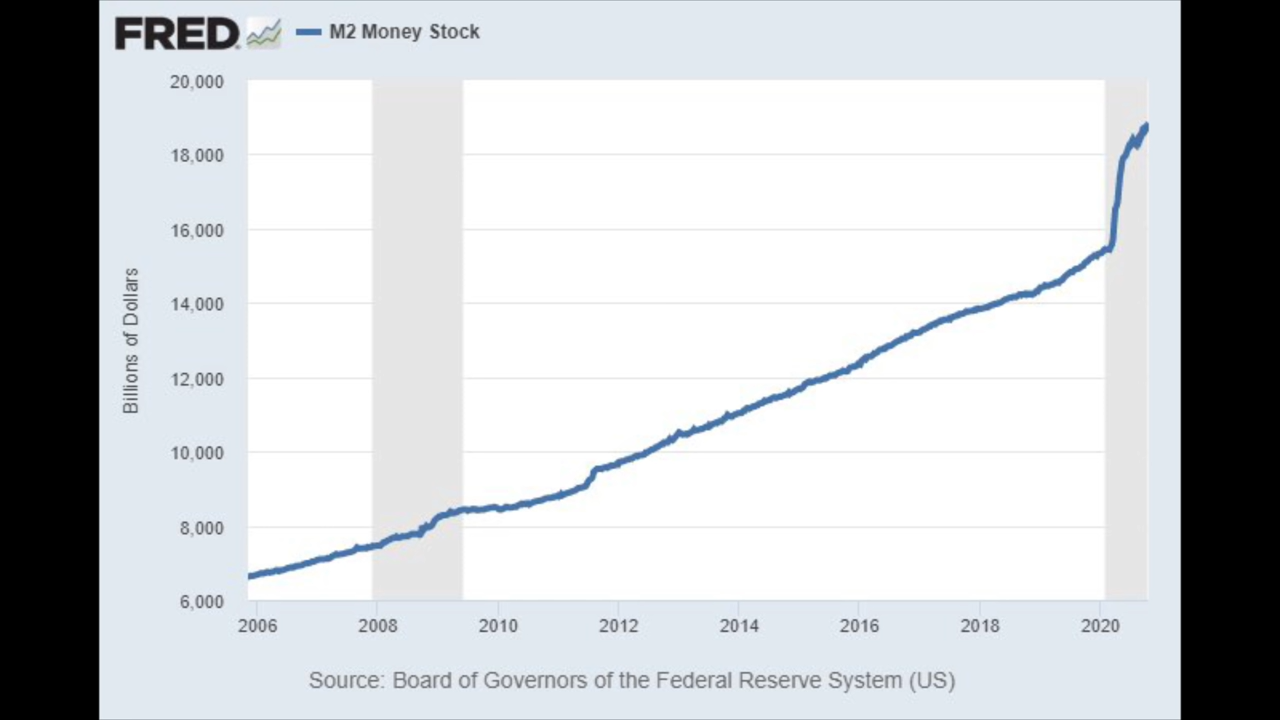 FRED M2 Money Stock
20,000
18,000
16,000
14,000
12,000
10,000
8,000
6,000
Billions of Dollars
2006 2008 2010 2012 2014 2016 2018 2020
Source: Board of Governors of the Federal Reserve System (US)